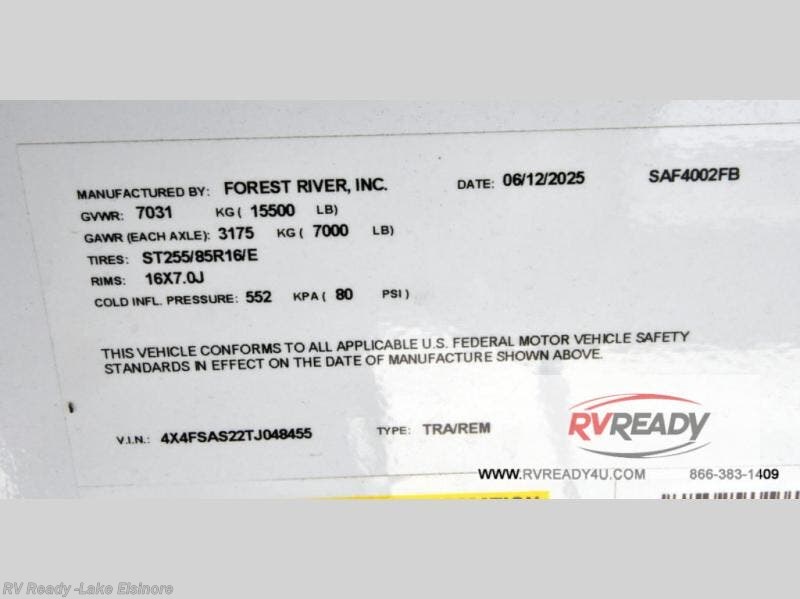 MANUFACTURED BY: FOREST RIVER, INC. DATE: 06/12/2025 SAF4002FB
GVWR: 7031 KG ( 15500 LB)
GAWR (EACH AXLE): 3175 KG ( 7000 LB)
TIRES: ST255/85R16/E
RIMS: 16X7.0J
COLD INFL. PRESSURE: 552 KPA ( 80 PSI )
THIS VEHICLE CONFORMS TO ALL APPLICABLE U.S. FEDERAL MOTOR VEHICLE SAFETY
STANDARDS IN EFFECT ON THE DATE OF MANUFACTURE SHOWN ABOVE.
V.I.N.: 4X4FSAS22TJ048455 TYPE: TRA/REM
RVREADY
WWW.RVREADY4U.COM 866-383-1409
RV Ready -Lake Elsinore